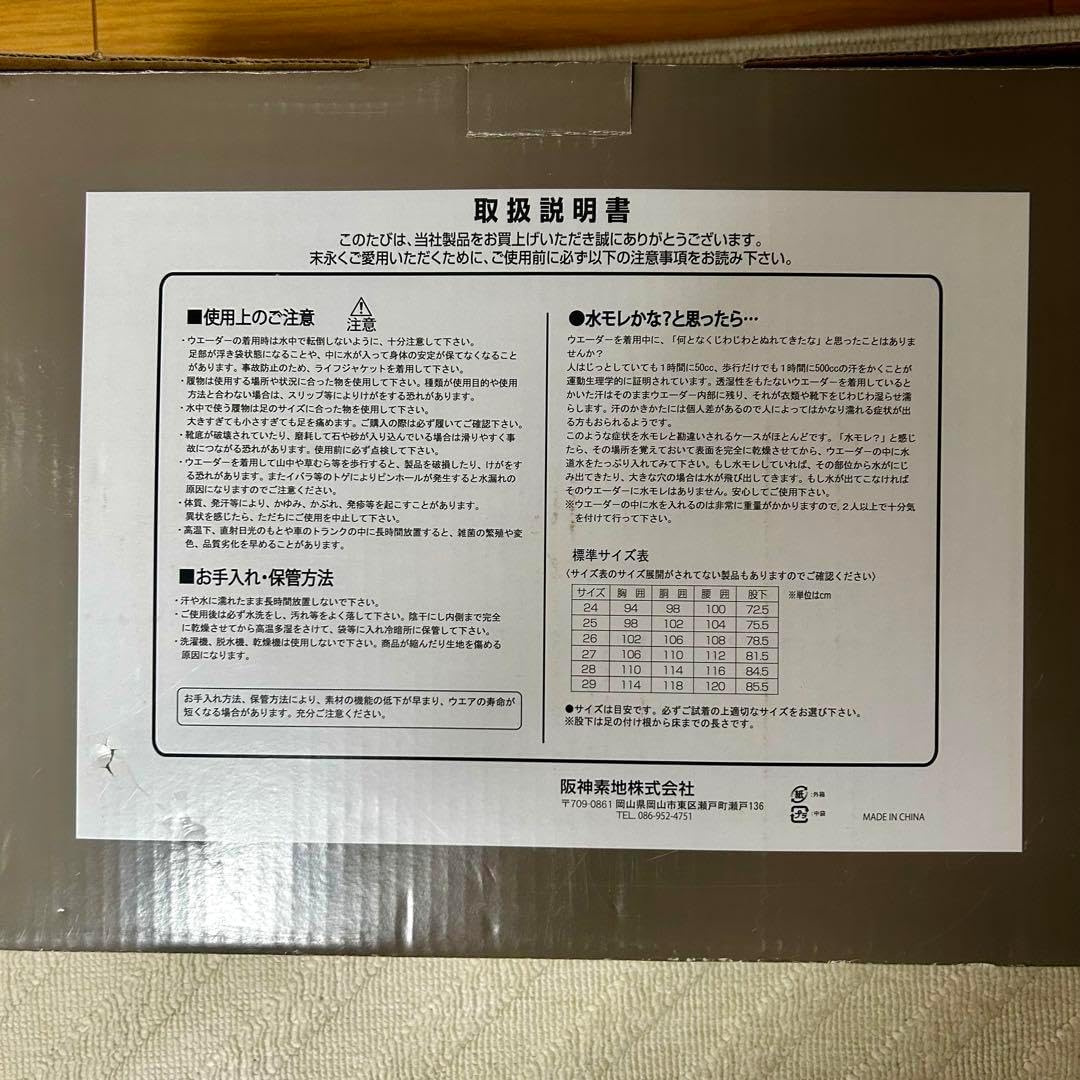 取扱説明書
このたびは、当社製品をお買上げいただき誠にありがとうございます。
末永くご愛用いただくために、ご使用前に必ず以下の注意事項をお読み下さい。
■使用上のご注意
注意
・ウエーダーの着用時は水中で転倒しないように、十分注意して下さい。
足部が浮き袋状態になることや、中に水が入って身体の安定が保てなくなること
があります。事故防止のため、ライフジャケットを着用して下さい。
・履物は使用する場所や状況に合った物を使用して下さい。種類が使用目的や使用
方法と合わない場合は、スリップ等によりけがをする恐れがあります。
・水中で使う履物は足のサイズに合った物を使用して下さい。
大きすぎても小さすぎても足を痛めます。ご購入の際は必ず履いてご確認下さい。
・靴底が破壊されていたり、磨耗して石や砂が入り込んでいる場合は滑りやすく事
故につながる恐れがあります。使用前に必ず点検して下さい。
・ウエーダーを着用して山中や草むら等を歩行すると、製品を破損したり、けがをす
る恐れがあります。またイバラ等のトゲによりピンホールが発生すると水漏れの
原因になりますのでご注意ください。
・体質、発汗等により、かゆみ、かぶれ、発疹等を起こすことがあります。
異状を感じたら、ただちにご使用を中止して下さい。
・高温下、直射日光のもとや車のトランクの中に長時間放置すると、雑菌の繁殖や変
色、品質劣化を早めることがあります。
■お手入れ・保管方法
・汗や水に濡れたまま長時間放置しないで下さい。
・ご使用後は必ず水洗をし、汚れ等をよく落して下さい。陰干にし内側まで完全
に乾燥させてから高温多湿をさけて、袋等に入れ冷暗所に保管して下さい。
・洗濯機、脱水機、乾燥機は使用しないで下さい。商品が縮んだり生地を傷める
原因になります。
お手入れ方法、保管方法により、素材の機能の低下が早まり、ウエアの寿命が
短くなる場合があります。充分ご注意ください。
●水モレかな?と思ったら…
ウエーダーを着用中に、「何となくじわじわとぬれてきたな」と思ったことはありま
せんか?
人はじっとしていても1時間に50cc、歩行だけでも1時間に500ccの汗をかくことが
運動生理学的に証明されています。透湿性をもたないウエーダーを着用していると
かいた汗はそのままウエーダー内部に残り、それが衣類や靴下をじわじわ湿らせ濡
らします。汗のかきかたには個人差があるので人によってはかなり濡れる症状が出
る方もおられるようです。
このような症状を水モレと勘違いされるケースがほとんどです。「水モレ?」と感じ
たら、その場所を覚えておいて表面を完全に乾燥させてから、ウエーダーの中に水
道水をたっぷり入れてみて下さい。もし水モレしていれば、その部位から水がにじ
み出てきたり、大きな穴の場合は水が飛び出してきます。もし水が出てこなければ
そのウエーダーに水モレはありません。安心してご使用下さい。
※ウエーダーの中に水を入れるのは非常に重量がかかりますので、2人以上で十分気
を付けて行って下さい。
標準サイズ表
(サイズ表のサイズ展開がされてない製品もありますのでご確認ください)
サイズ 胸囲 胴囲 腰囲 股下 ※単位はcm
24 94 98 100 72.5
25 98 102 104 75.5
26 102 106 108 78.5
27 106 110 112 81.5
28 110 114 116 84.5
29 114 118 120 85.5
●サイズは目安です。必ずご試着の上適切なサイズをお選び下さい。
※股下は足の付け根から床までの長さです。
阪神素地株式会社
〒709-0861 岡山県岡山市東区瀬戸町瀬戸136
TEL. 086-952-4751
紙 :外箱
プラ :中袋
MADE IN CHINA